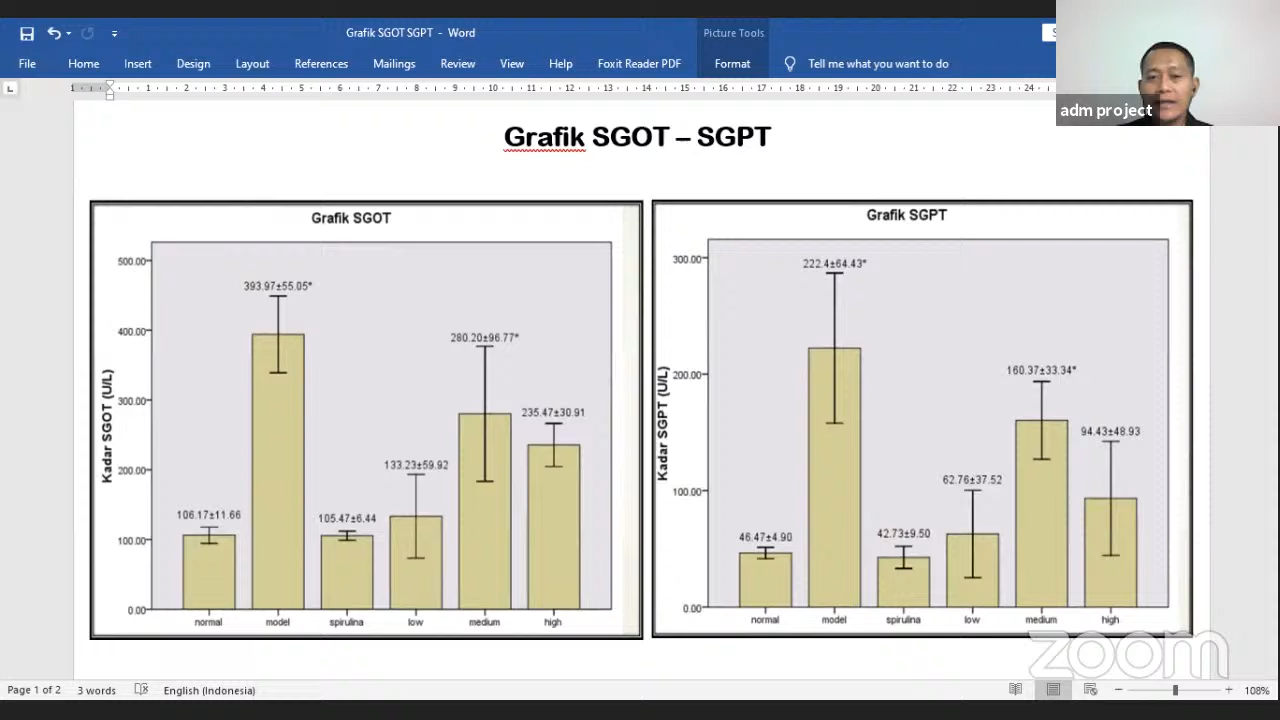 Grafik SGOT SGPT - Word
Picture Tools
File Home Insert Design Layout References Mailings Review View Help Foxit Reader PDF Format Tell me what you want to do
adm project
Grafik SGOT – SGPT
Grafik SGOT
Kadar SGOT (U/L)
500.00
400.00
300.00
200.00
100.00
0.00
106.17±11.66
393.97±55.05*
105.47±6.44
133.23±59.92
280.20±96.77*
235.47±30.91
normal model spirulina low medium high
Grafik SGPT
Kadar SGPT (U/L)
300.00
200.00
100.00
0.00
46.47±4.90
222.4±64.43*
42.73±9.50
62.76±37.52
160.37±33.34*
94.43±48.93
normal model spirulina low medium high
zoom
Page 1 of 2 3 words English (Indonesia) 108%